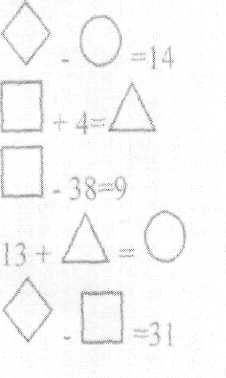 ◇ - ○ =14
□ + 4= △
□ - 38=9
13 + △ = ○
◇ - □ =31